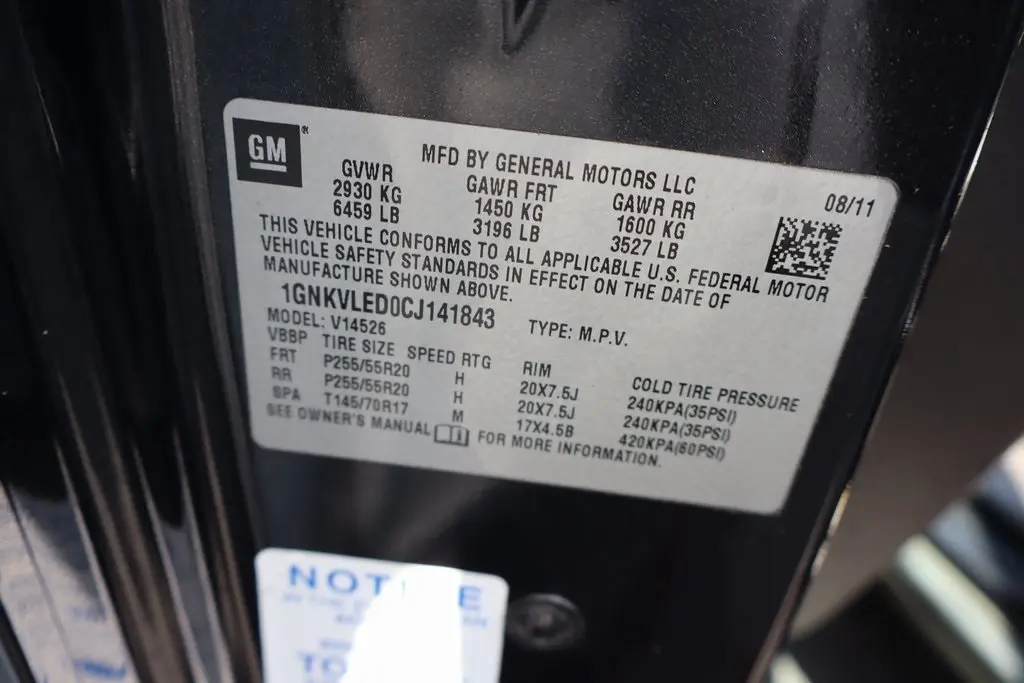 GM
MFD BY GENERAL MOTORS LLC
08/11
GVWR GAWR FRT GAWR RR
2930 KG 1450 KG 1600 KG
6459 LB 3196 LB 3527 LB
THIS VEHICLE CONFORMS TO ALL APPLICABLE U.S. FEDERAL MOTOR
VEHICLE SAFETY STANDARDS IN EFFECT ON THE DATE OF
MANUFACTURE SHOWN ABOVE.
1GNKVLED0CJ141843 TYPE: M.P.V.
MODEL: V14526
VBBP TIRE SIZE SPEED RTG RIM COLD TIRE PRESSURE
FRT P255/55R20 H 20X7.5J 240KPA(35PSI)
RR P255/55R20 H 20X7.5J 240KPA(35PSI)
SPA T145/70R17 M 17X4.5B 420KPA(60PSI)
SEE OWNER'S MANUAL FOR MORE INFORMATION.